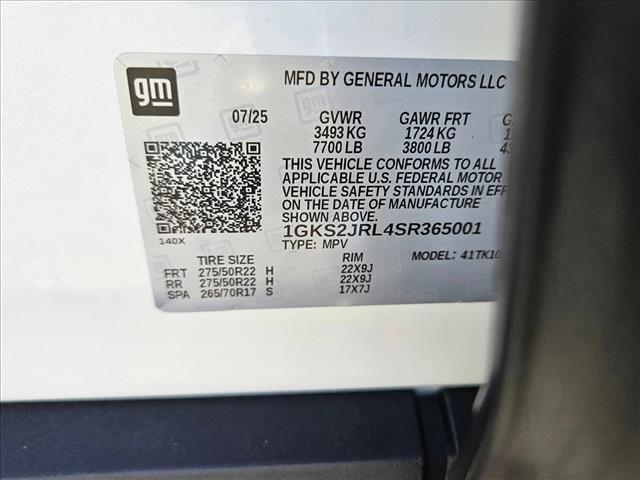 gm
MFD BY GENERAL MOTORS LLC
07/25 GVWR GAWR FRT
3493 KG 1724 KG
7700 LB 3800 LB
THIS VEHICLE CONFORMS TO ALL
APPLICABLE U.S. FEDERAL MOTOR
VEHICLE SAFETY STANDARDS IN
THE DATE OF MANUFACTURE
SHOWN ABOVE.
1GKS2JRL4SR365001
140X
TYPE: MPV
TIRE SIZE RIM MODEL: 41TK10
FRT 275/50R22 H 22X9J
RR 275/50R22 H 22X9J
SPA 265/70R17 S 17X7J